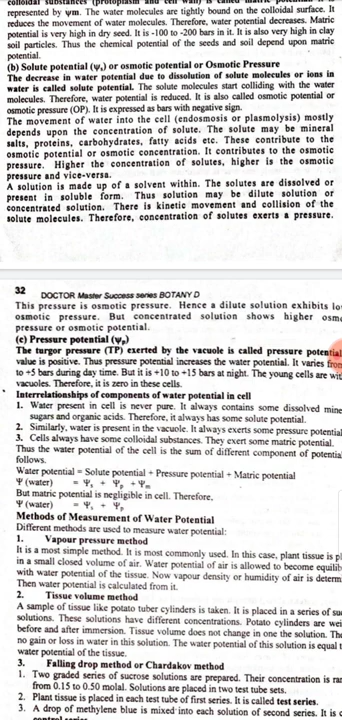 colloidal substances (protoplasm and cell wall) is called matric potential
represented by ψm. The water molecules are tightly bound on the colloidal surface. It
reduces the movement of water molecules. Therefore, water potential decreases. Matric
potential is very high in dry seed. It is -100 to -200 bars in it. It is also very high in clay
soil particles. Thus the chemical potential of the seeds and soil depend upon matric
potential.
(b) Solute potential (ψs) or osmotic potential or Osmotic Pressure
The decrease in water potential due to dissolution of solute molecules or ions in
water is called solute potential. The solute molecules start colliding with the water
molecules. Therefore, water potential is reduced. It is also called osmotic potential or
osmotic pressure (OP). It is expressed as bars with negative sign.
The movement of water into the cell (endosmosis or plasmolysis) mostly
depends upon the concentration of solute. The solute may be mineral
salts, proteins, carbohydrates, fatty acids etc. These contribute to the
osmotic potential or osmotic concentration. It contributes to the osmotic
pressure. Higher the concentration of solutes, higher is the osmotic
pressure and vice-versa.
A solution is made up of a solvent within. The solutes are dissolved or
present in soluble form. Thus solution may be dilute solution or
concentrated solution. There is kinetic movement and collision of the
solute molecules. Therefore, concentration of solutes exerts a pressure.
32 DOCTOR Master Success series BOTANY D
This pressure is osmotic pressure. Hence a dilute solution exhibits lo
osmotic pressure. But concentrated solution shows higher osm
pressure or osmotic potential.
(c) Pressure potential (ψp)
The turgor pressure (TP) exerted by the vacuole is called pressure potential
value is positive. Thus pressure potential increases the water potential. It varies from
to +5 bars during day time. But it is +10 to +15 bars at night. The young cells are wit
vacuoles. Therefore, it is zero in these cells.
Interrelationships of components of water potential in cell
1. Water present in cell is never pure. It always contains some dissolved mine
sugars and organic acids. Therefore, it always has some solute potential.
2. Similarly, water is present in the vacuole. It always exerts some pressure potential
3. Cells always have some colloidal substances. They exert some matric potential.
Thus the water potential of the cell is the sum of different component of potential
follows.
Water potential = Solute potential + Pressure potential + Matric potential
Ψ (water) = Ψs + Ψp + Ψm
But matric potential is negligible in cell. Therefore,
Ψ (water) = Ψs + Ψp
Methods of Measurement of Water Potential
Different methods are used to measure water potential:
1. Vapour pressure method
It is a most simple method. It is most commonly used. In this case, plant tissue is pl
in a small closed volume of air. Water potential of air is allowed to become equilib
with water potential of the tissue. Now vapour density or humidity of air is determ
Then water potential is calculated from it.
2. Tissue volume method
A sample of tissue like potato tuber cylinders is taken. It is placed in a series of su
solutions. These solutions have different concentrations. Potato cylinders are wei
before and after immersion. Tissue volume does not change in one the solution. The
no gain or loss in water in this solution. The water potential of this solution is equal t
water potential of the tissue.
3. Falling drop method or Chardakov method
1. Two graded series of sucrose solutions are prepared. Their concentration is ra
from 0.15 to 0.50 molal. Solutions are placed in two test tube sets.
2. Plant tissue is placed in each test tube of first series. It is called test series.
3. A drop of methylene blue is mixed into each solution of second series. It is c
control series